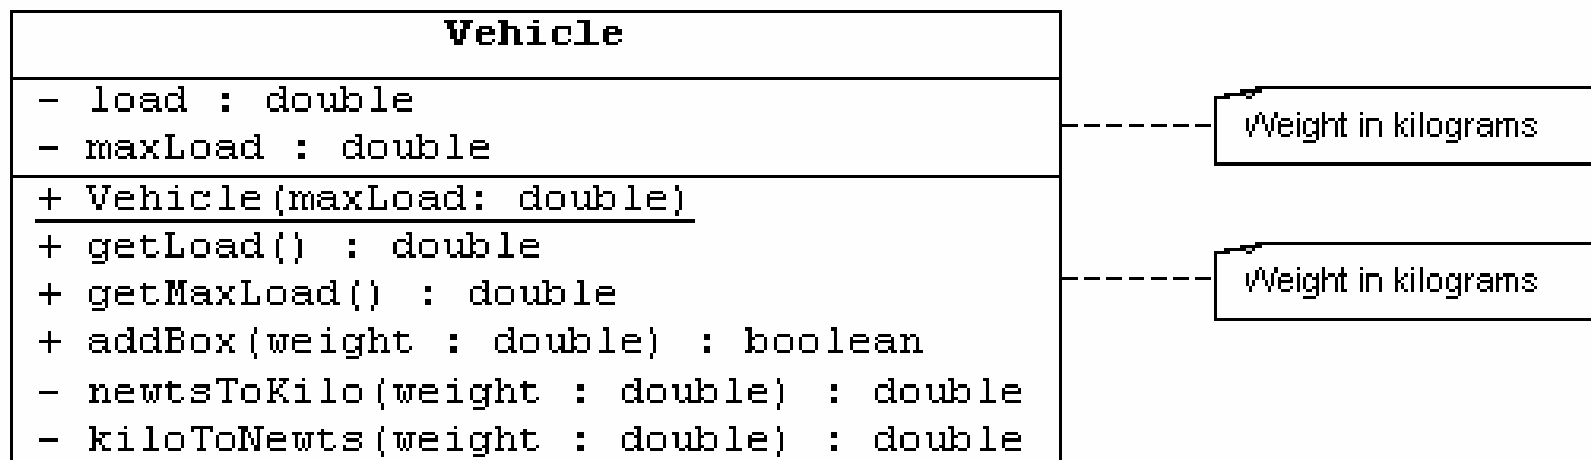 Vehicle
- load : double
- maxLoad : double
Weight in kilograms
+ Vehicle(maxLoad: double)
+ getLoad() : double
+ getMaxLoad() : double
+ addBox(weight : double) : boolean
- newtsToKilo(weight : double) : double
- kiloToNewts(weight : double) : double
Weight in kilograms